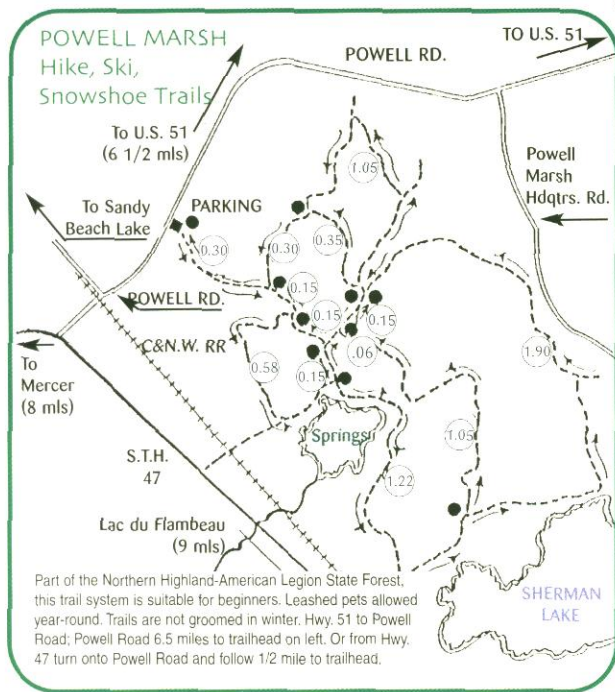 POWELL MARSH
Hike, Ski,
Snowshoe Trails
TO U.S. 51
POWELL RD.
To U.S. 51
(6 1/2 mls)
Powell
Marsh
Hdqtrs. Rd.
To Sandy
Beach Lake
PARKING
1.05
0.30
0.30
0.35
POWELL RD.
0.15
0.15
0.15
C&N.W. RR
.06
To
Mercer
(8 mls)
0.58
0.15
1.90
S.T.H.
47
Springs
1.05
1.22
Lac du Flambeau
(9 mls)
Part of the Northern Highland-American Legion State Forest,
this trail system is suitable for beginners. Leashed pets allowed
year-round. Trails are not groomed in winter. Hwy. 51 to Powell
Road; Powell Road 6.5 miles to trailhead on left. Or from Hwy.
47 turn onto Powell Road and follow 1/2 mile to trailhead.
SHERMAN
LAKE